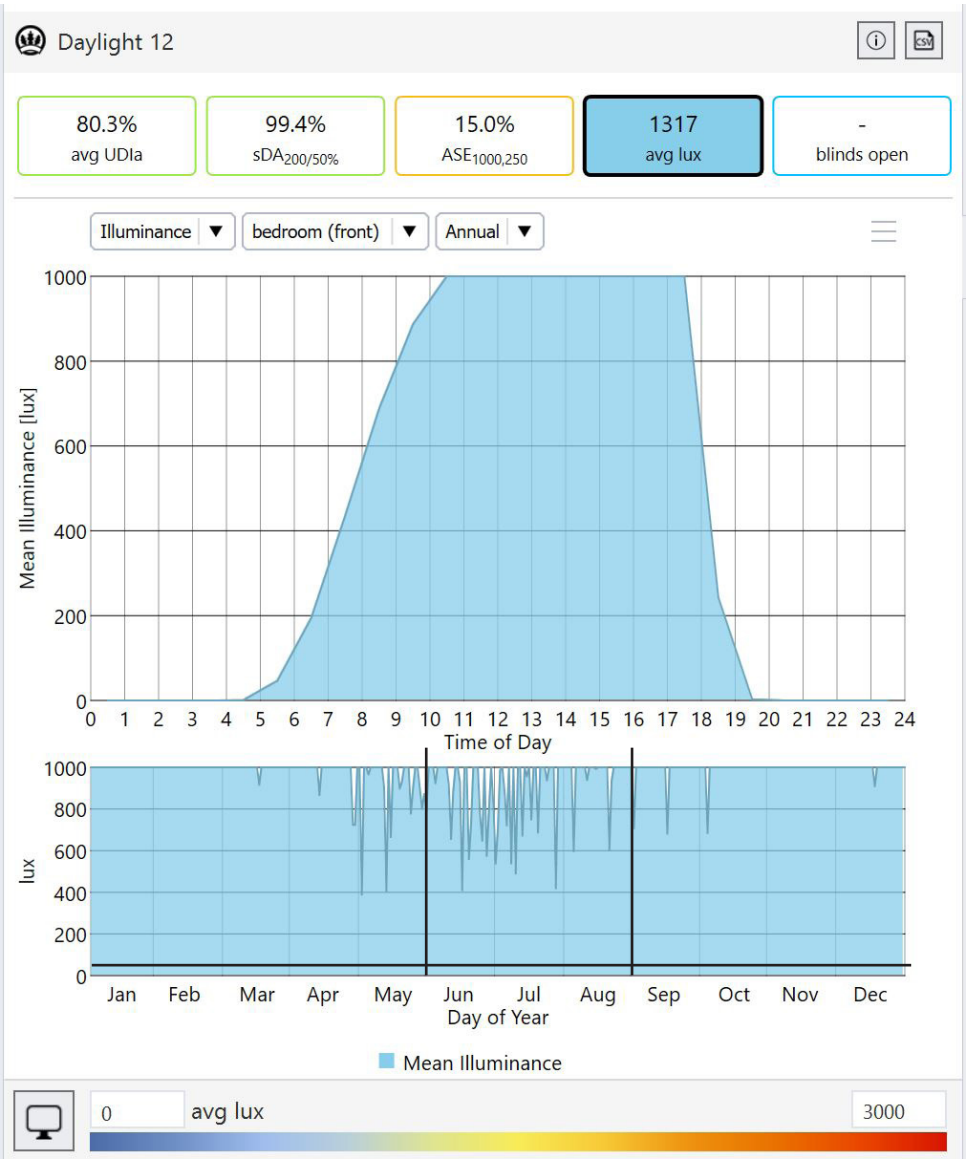 Daylight 12
CSV
80.3% 99.4% 15.0% 1317 -
avg UDIa sDA200/50% ASE1000,250 avg lux blinds open
Illuminance ▼ bedroom (front) ▼ Annual ▼
1000
800
600
400
200
0
Mean Illuminance [lux]
0 1 2 3 4 5 6 7 8 9 10 11 12 13 14 15 16 17 18 19 20 21 22 23 24
Time of Day
1000
800
600
400
200
0
lux
Jan Feb Mar Apr May Jun Jul Aug Sep Oct Nov Dec
Day of Year
Mean Illuminance
0 avg lux 3000